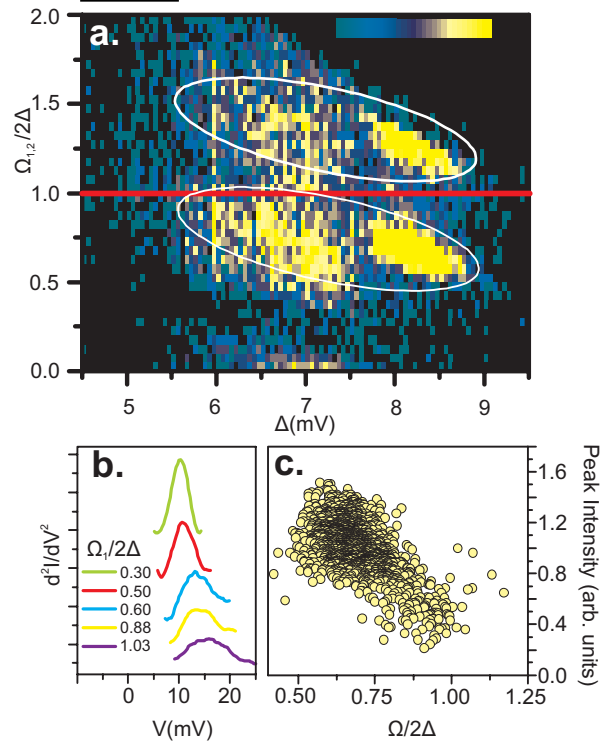 a.
2.0
1.5
1.0
0.5
0.0
Ω1,2/2Δ
5 6 7 8 9
Δ(mV)
b.
d²I/dV²
Ω1/2Δ
0.30
0.50
0.60
0.88
1.03
0 10 20
V(mV)
c.
1.6
1.2
0.8
0.4
0.0
Peak Intensity (arb. units)
0.50 0.75 1.00 1.25
Ω/2Δ